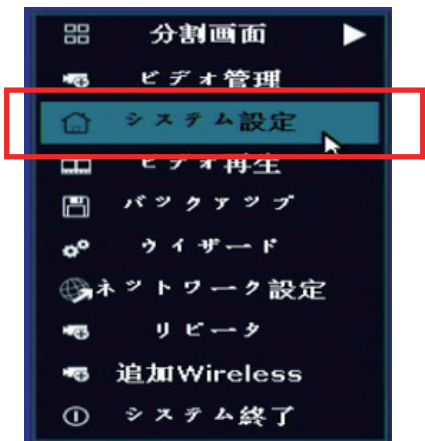 分割画面
ビデオ管理
システム設定
ビデオ再生
バックアップ
ウイザード
ネットワーク設定
リピータ
追加Wireless
システム終了